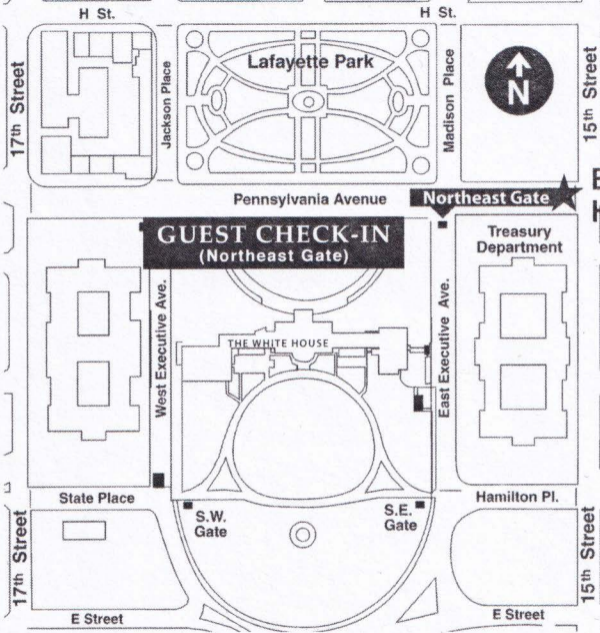 H St.
H St.
17th Street
Jackson Place
Lafayette Park
Madison Place
N
15th Street
Pennsylvania Avenue
Northeast Gate
GUEST CHECK-IN
(Northeast Gate)
Treasury
Department
West Executive Ave.
THE WHITE HOUSE
East Executive Ave.
State Place
Hamilton Pl.
S.W.
Gate
S.E.
Gate
17th Street
15th Street
E Street
E Street